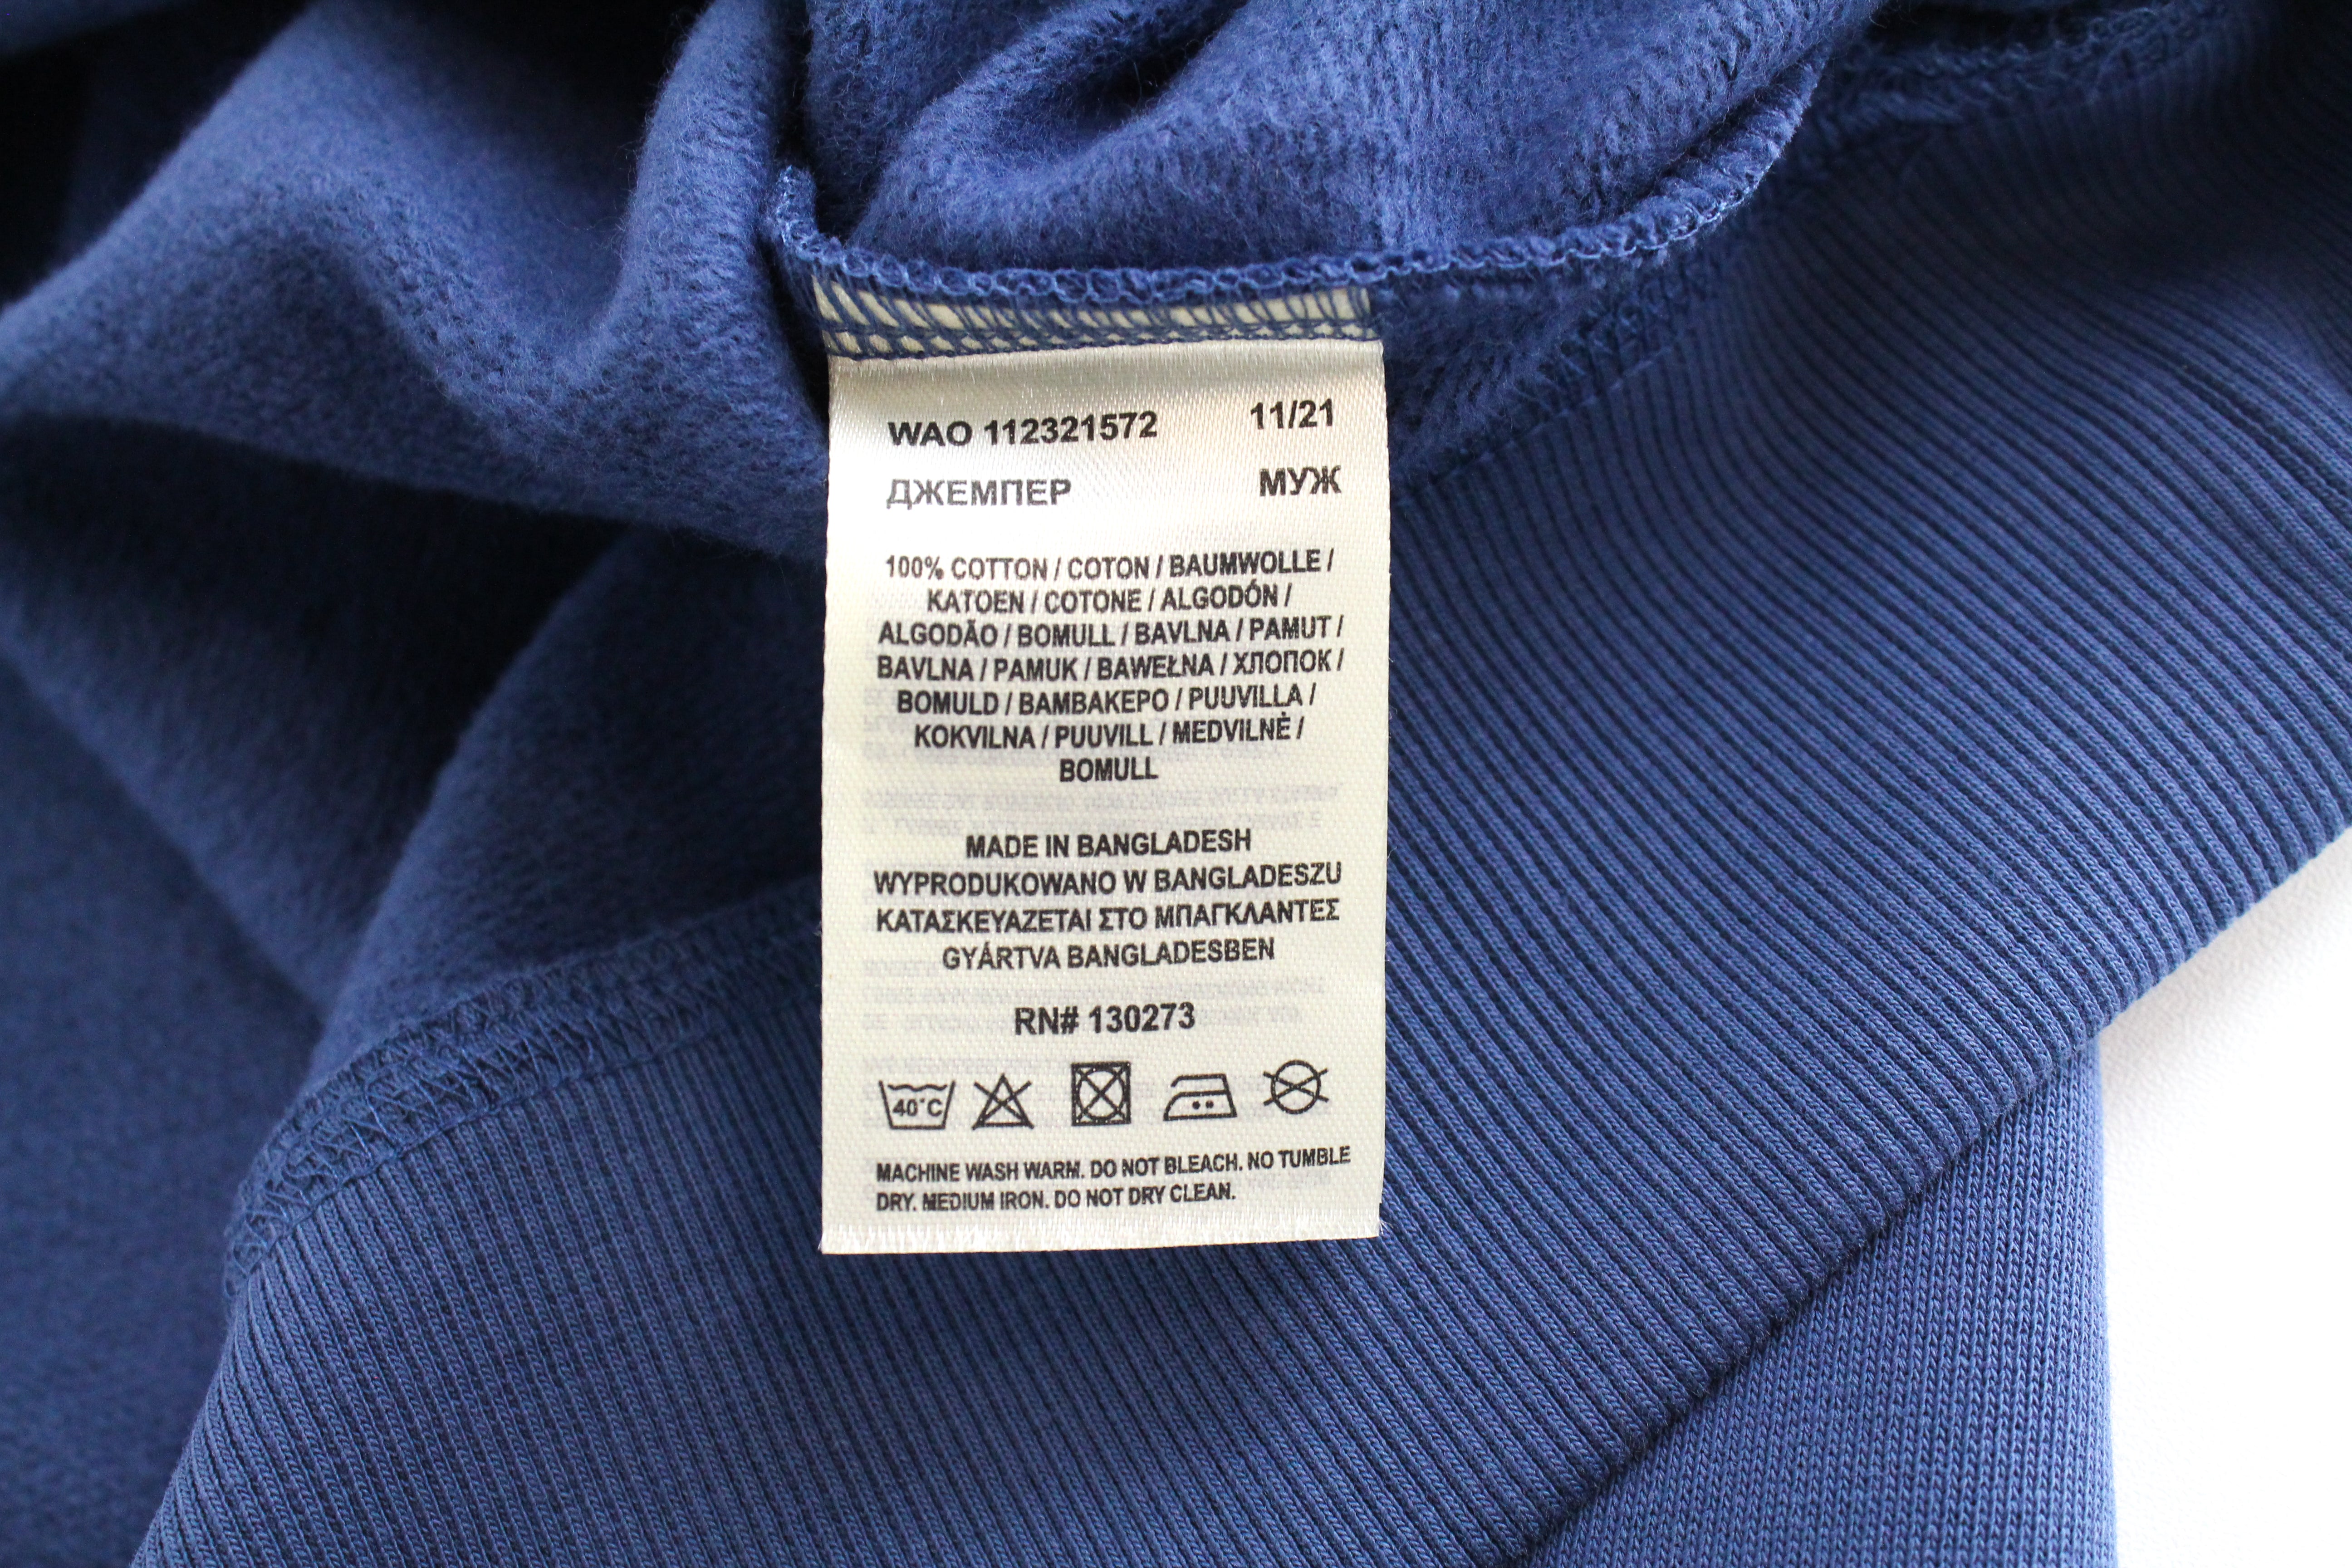 WAO 112321572 11/21
ДЖЕМПЕР МУЖ
100% COTTON / COTON / BAUMWOLLE /
KATOEN / COTONE / ALGODÓN /
ALGODÃO / BOMULL / BAVLNA / PAMUT /
BAVLNA / PAMUK / BAWEŁNA / ХЛОПОК /
BOMULD / BAMBAKEPO / PUUVILLA /
KOKVILNA / PUUVILL / MEDVILNĖ /
BOMULL
MADE IN BANGLADESH
WYPRODUKOWANO W BANGLADESZU
ΚΑΤΑΣΚΕΥΑΖΕΤΑΙ ΣΤΟ ΜΠΑΓΚΛΑΝΤΕΣ
GYÁRTVA BANGLADESBEN
RN# 130273
40°C
MACHINE WASH WARM. DO NOT BLEACH. NO TUMBLE
DRY. MEDIUM IRON. DO NOT DRY CLEAN.